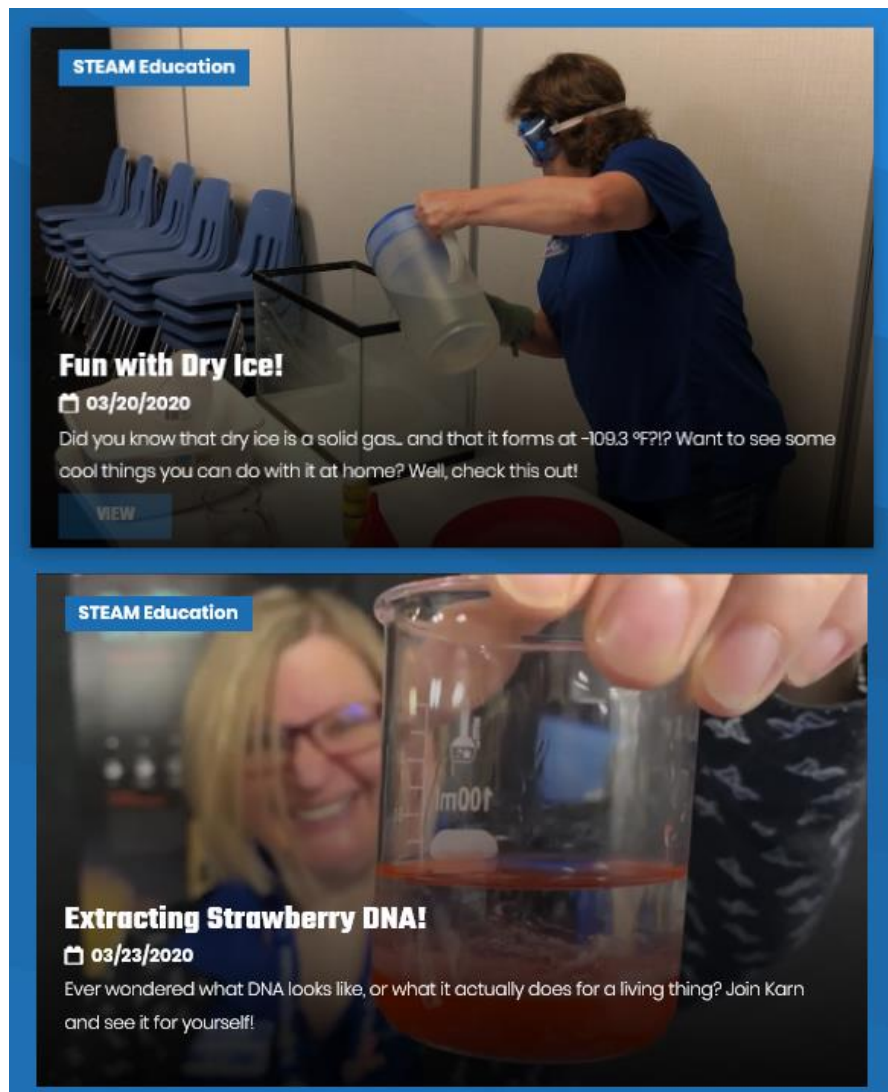 STEAM Education
Fun with Dry Ice!
03/20/2020
Did you know that dry ice is a solid gas... and that it forms at -109.3 ℉?!? Want to see some
cool things you can do with it at home? Well, check this out!
VIEW
STEAM Education
100ml
Extracting Strawberry DNA!
03/23/2020
Ever wondered what DNA looks like, or what it actually does for a living thing? Join Karn
and see it for yourself!